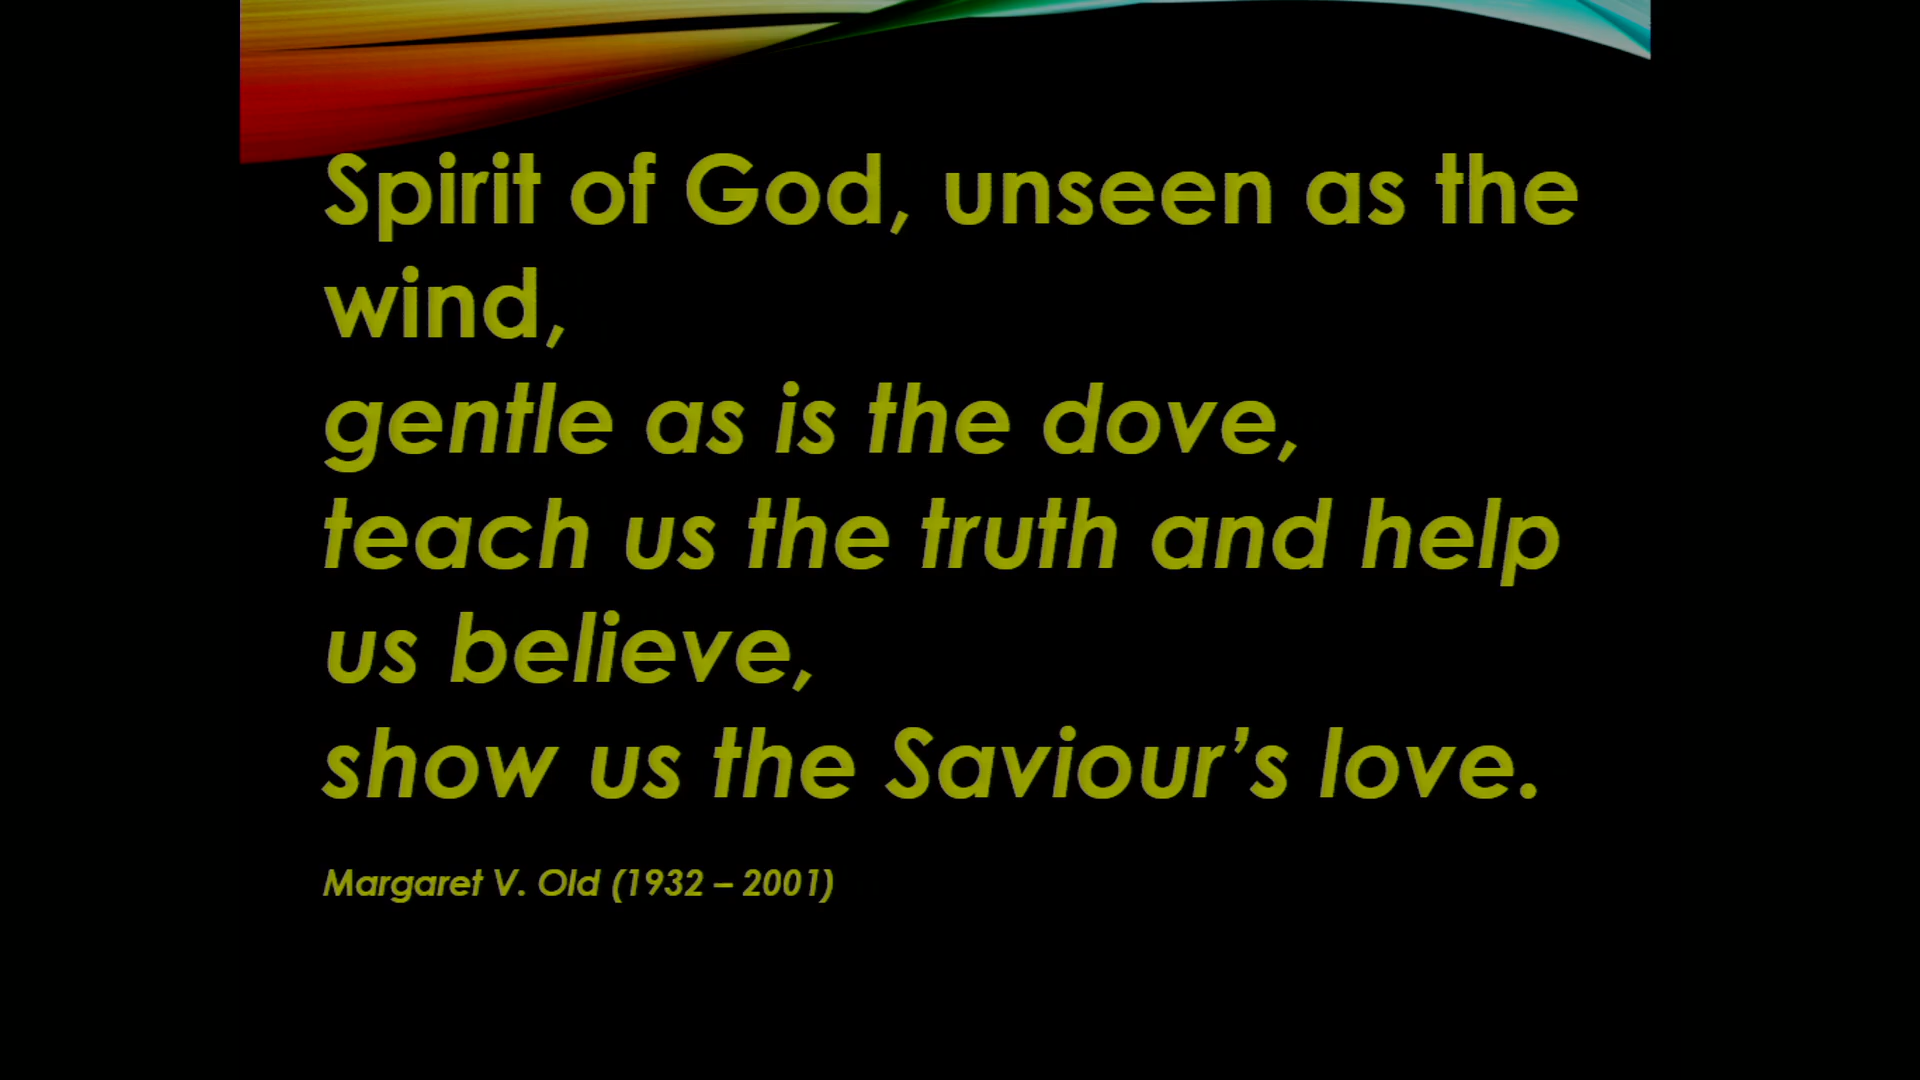 Spirit of God, unseen as the
wind,
gentle as is the dove,
teach us the truth and help
us believe,
show us the Saviour’s love.
Margaret V. Old (1932 – 2001)